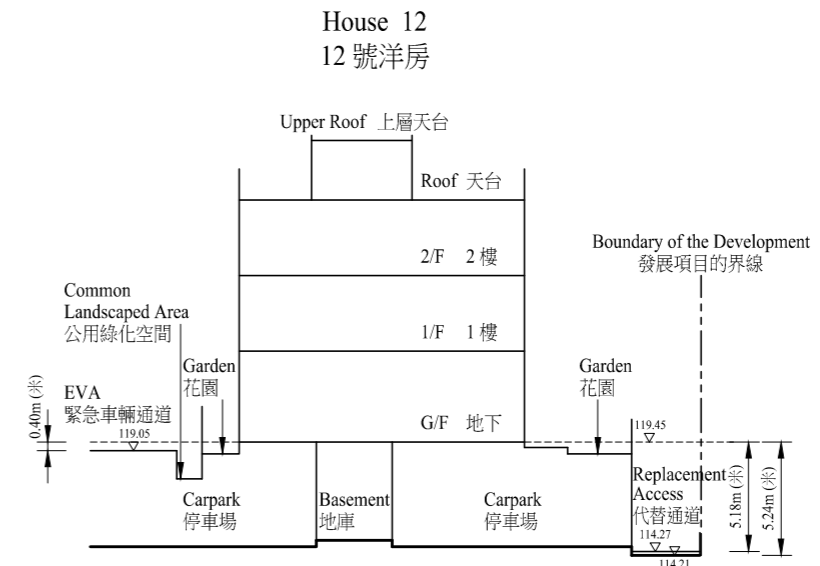 House 12
12 號洋房
Upper Roof 上層天台
Roof 天台
2/F 2 樓
Boundary of the Development
發展項目的界線
Common
Landscaped Area
公用綠化空間
1/F 1 樓
Garden
花園
Garden
花園
EVA
緊急車輛通道
0.40m (米)
119.05
G/F 地下
119.45
Carpark
停車場
Basement
地庫
Carpark
停車場
Replacement
Access
代替通道
114.27
114.21
5.18m (米)
5.24m (米)